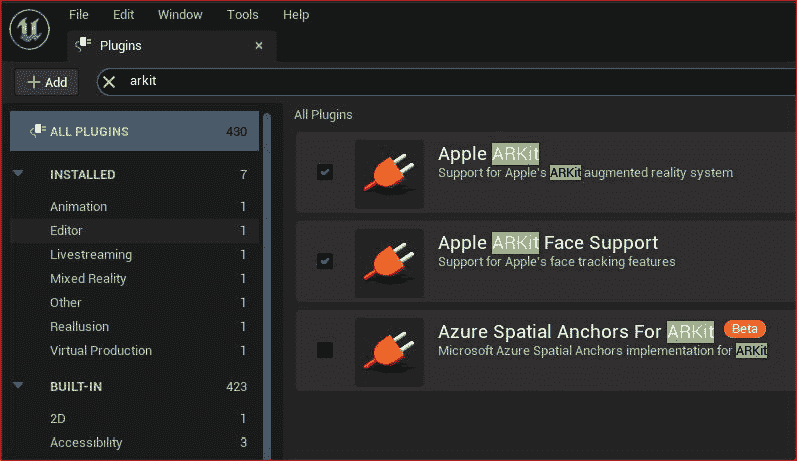 File Edit Window Tools Help
Plugins
+ Add
arkit
ALL PLUGINS 430
INSTALLED 7
Animation 1
Editor 1
Livestreaming 1
Mixed Reality 1
Other 1
Reallusion 1
Virtual Production 1
BUILT-IN 423
2D 1
Accessibility 3
All Plugins
Apple ARKit
Support for Apple's ARKit augmented reality system
Apple ARKit Face Support
Support for Apple's face tracking features
Azure Spatial Anchors For ARKit Beta
Microsoft Azure Spatial Anchors implementation for ARKit